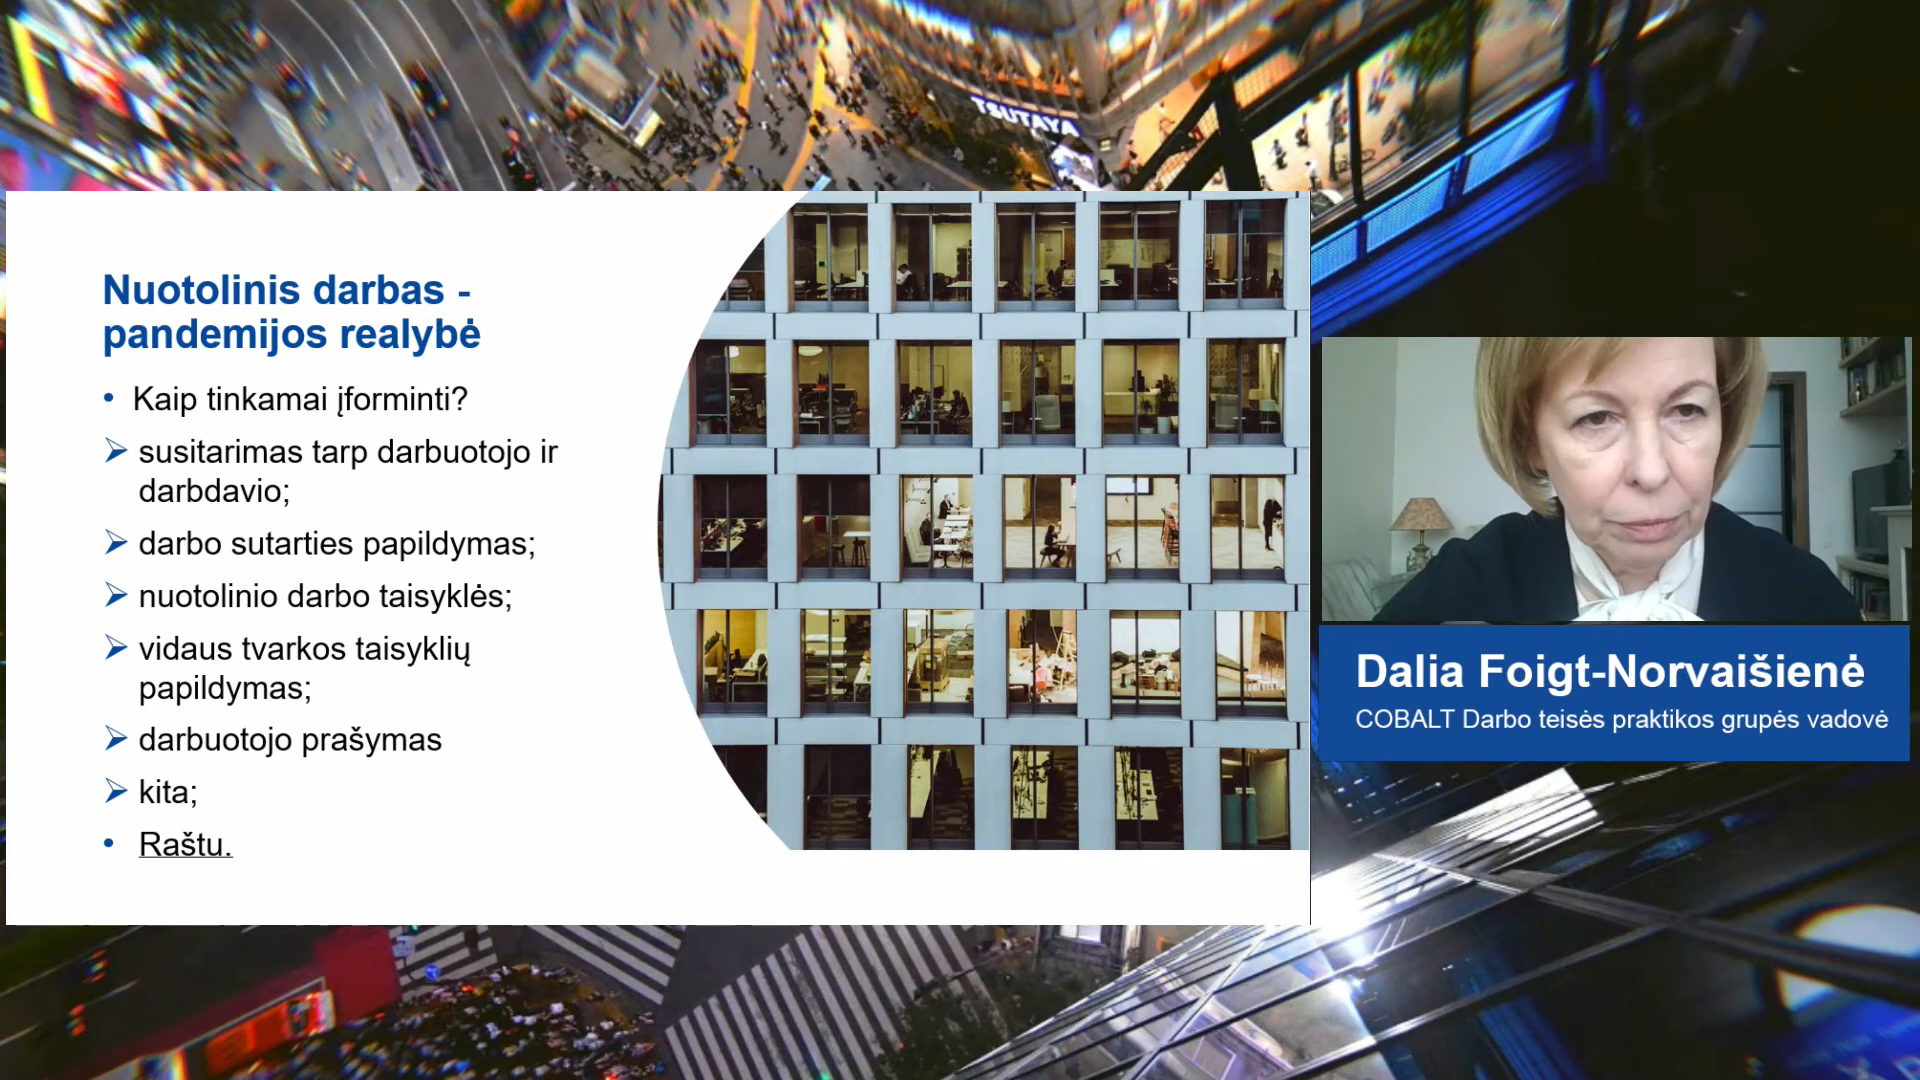 TSUTAYA
Nuotolinis darbas -
pandemijos realybė
• Kaip tinkamai įforminti?
➢ susitarimas tarp darbuotojo ir
darbdavio;
➢ darbo sutarties papildymas;
➢ nuotolinio darbo taisyklės;
➢ vidaus tvarkos taisyklių
papildymas;
➢ darbuotojo prašymas
➢ kita;
• Raštu.
Dalia Foigt-Norvaišienė
COBALT Darbo teisės praktikos grupės vadovė